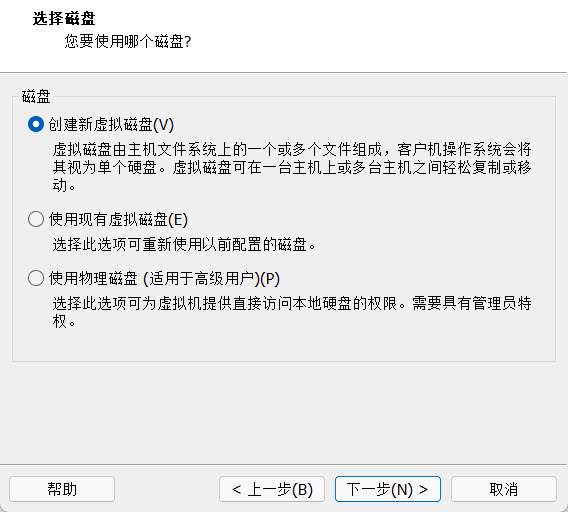 选择磁盘
您要使用哪个磁盘?
磁盘
创建新虚拟磁盘(V)
虚拟磁盘由主机文件系统上的一个或多个文件组成，客户机操作系统会将
其视为单个硬盘。虚拟磁盘可在一台主机上或多台主机之间轻松复制或移
动。
使用现有虚拟磁盘(E)
选择此选项可重新使用以前配置的磁盘。
使用物理磁盘 (适用于高级用户)(P)
选择此选项可为虚拟机提供直接访问本地硬盘的权限。需要具有管理员特
权。
帮助
< 上一步(B)
下一步(N) >
取消